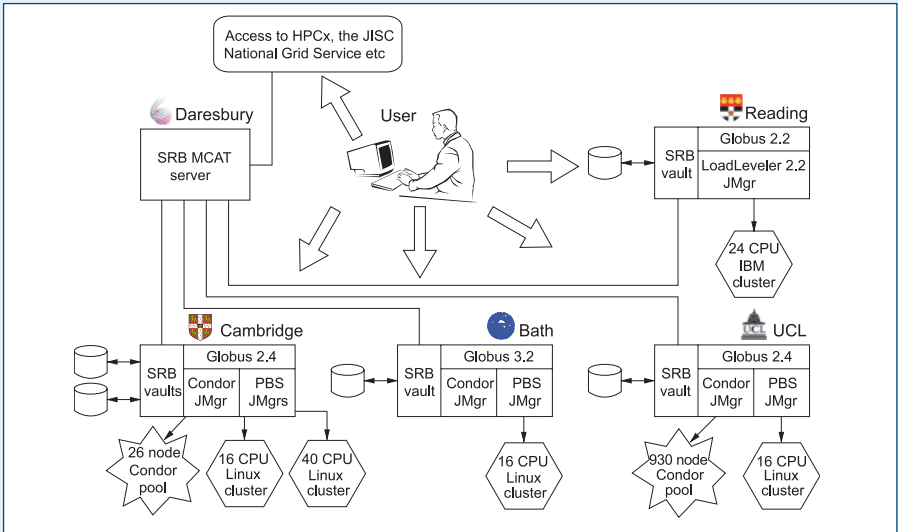 Access to HPCx, the JISC
National Grid Service etc
Daresbury
User
Reading
SRB MCAT
server
SRB
vault
Globus 2.2
LoadLeveler 2.2
JMgr
24 CPU
IBM
cluster
Cambridge
SRB
vaults
Globus 2.4
Condor
JMgr
PBS
JMgrs
26 node
Condor
pool
16 CPU
Linux
cluster
40 CPU
Linux
cluster
Bath
SRB
vault
Globus 3.2
Condor
JMgr
PBS
JMgr
16 CPU
Linux
cluster
UCL
UCL
SRB
vault
Globus 2.4
Condor
JMgr
PBS
JMgr
930 node
Condor
pool
16 CPU
Linux
cluster